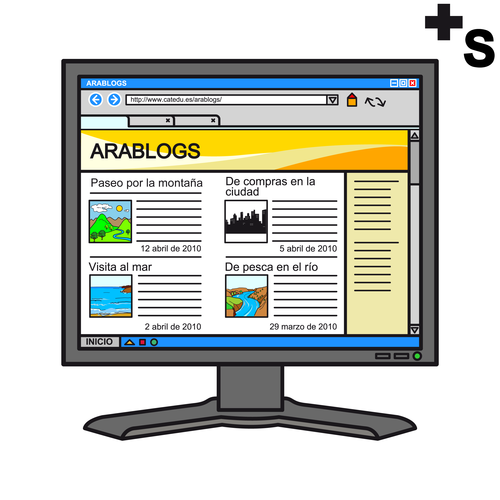 s
ARABLOGS
http://www.catedu.es/arablogs/
ARABLOGS
Paseo por la montaña
12 abril de 2010
De compras en la
ciudad
5 abril de 2010
Visita al mar
2 abril de 2010
De pesca en el río
29 marzo de 2010
INICIO